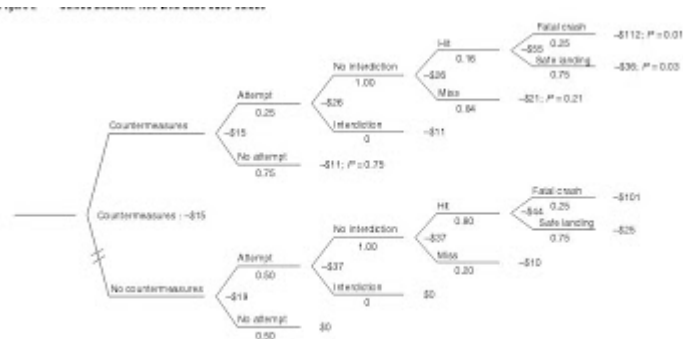 Fatal crash
–$112; P = 0.01
Hit
–$55
0.25
0.16
Safe landing
–$36; P = 0.03
No interdiction
–$26
0.75
1.00
Miss
Attempt
–$26
0.84
–$21; P = 0.21
0.25
Interdiction
Countermeasures
–$15
0
–$11
No attempt
–$11; P = 0.75
0.75
Countermeasures : –$15
Fatal crash
–$101
Hit
–$44
0.25
0.80
Safe landing
–$25
No interdiction
–$37
0.75
1.00
Miss
Attempt
–$37
0.20
–$10
0.50
Interdiction
No countermeasures
–$19
0
$0
No attempt
$0
0.50